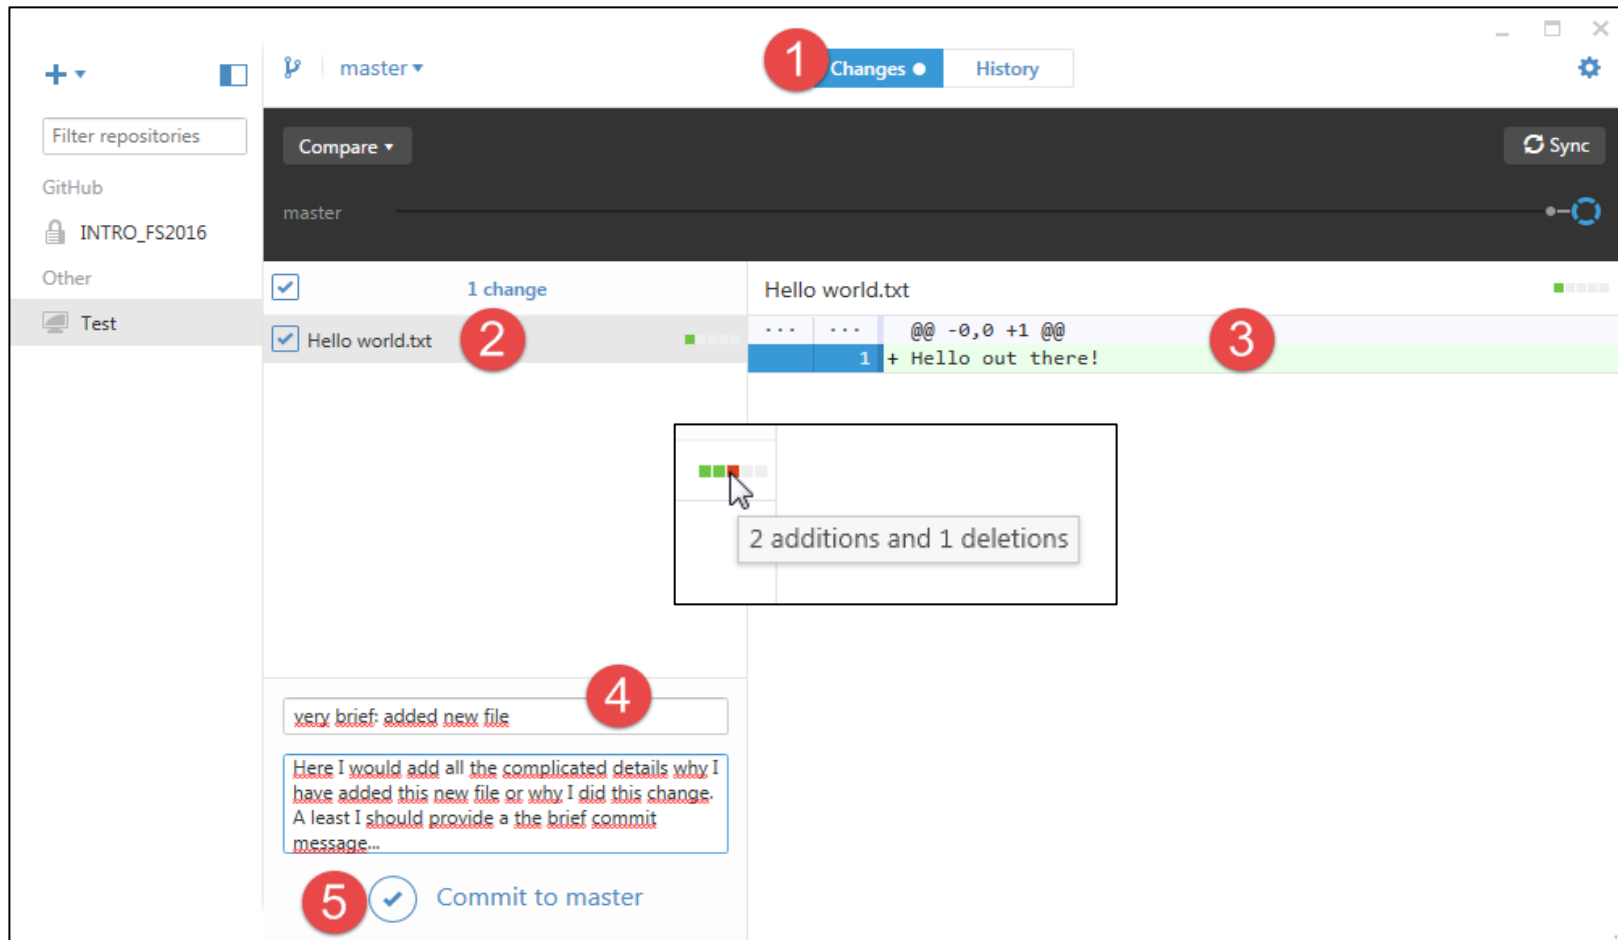 master
1
Changes
History
Filter repositories
Compare
Sync
GitHub
master
INTRO_FS2016
Other
1 change
Hello world.txt
Test
Hello world.txt
2
... ... @@ -0,0 +1 @@
3
1 + Hello out there!
2 additions and 1 deletions
4
very brief: added new file
Here I would add all the complicated details why I
have added this new file or why I did this change.
A least I should provide a the brief commit
message...
5
Commit to master